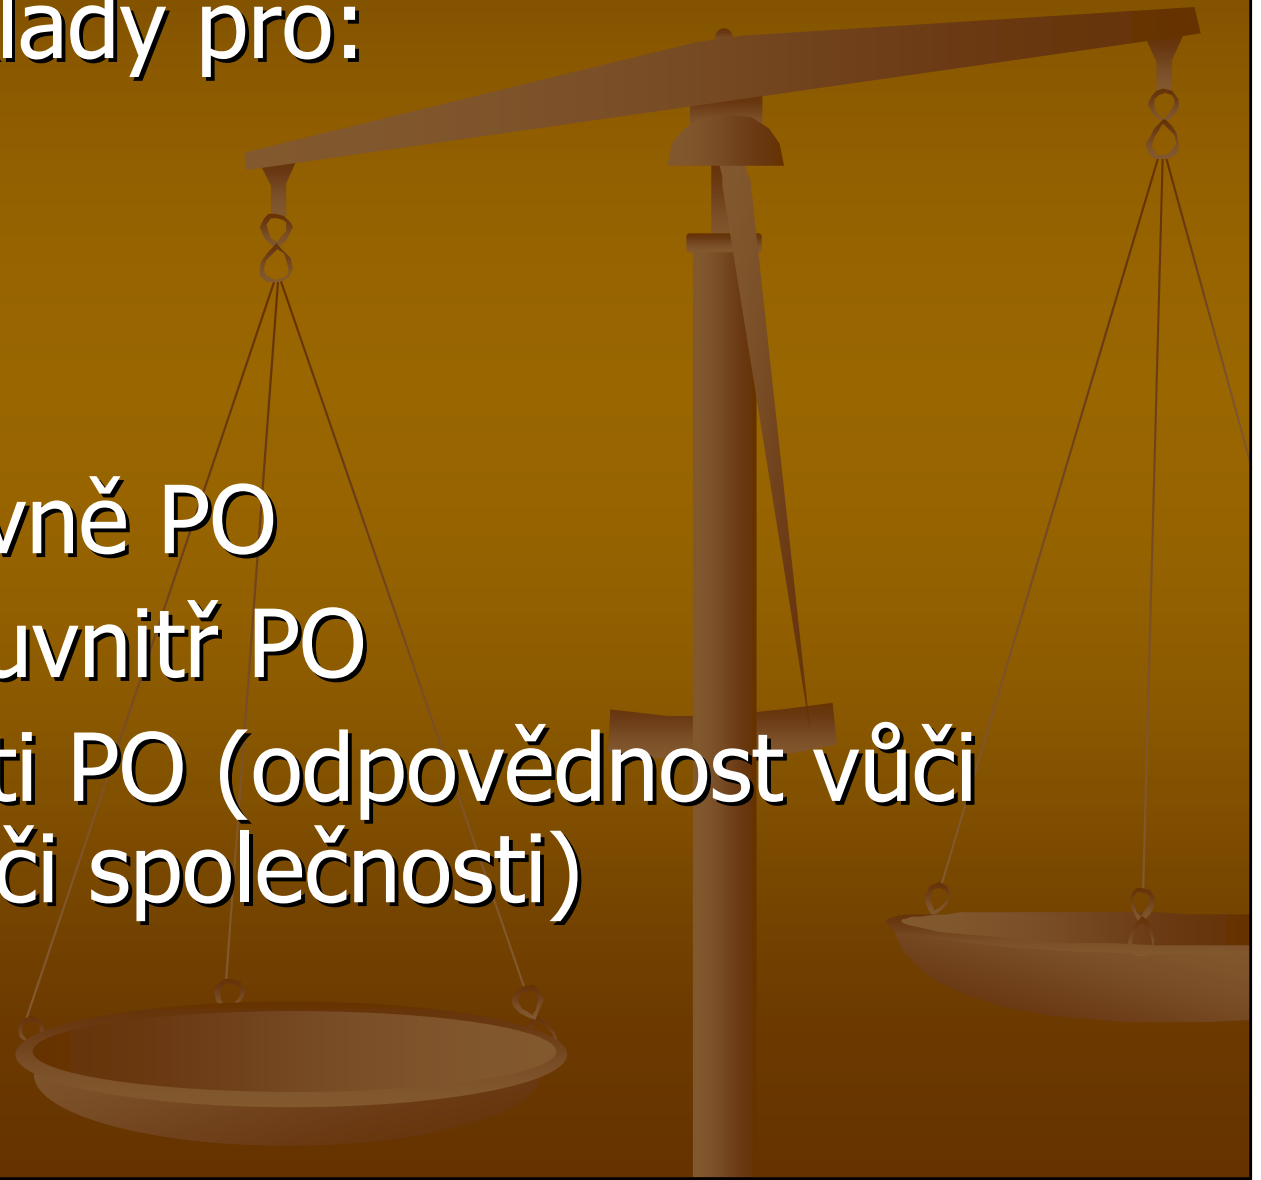 lady pro:
vně PO
uvnitř PO
ti PO (odpovědnost vůči
či společnosti)